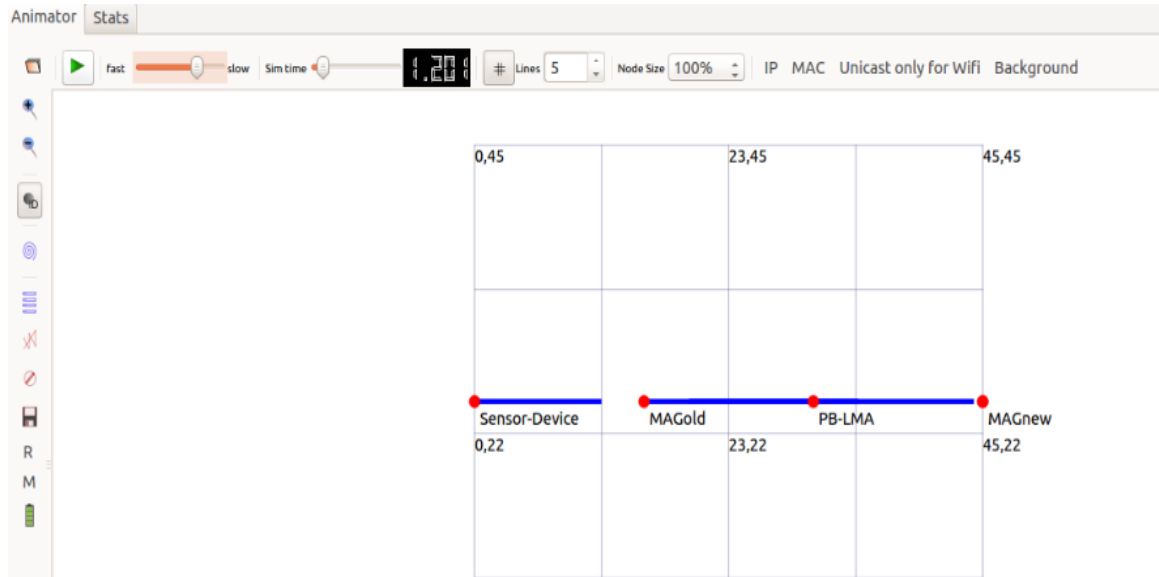 Animator Stats
fast slow Sim time 1.201 # Lines 5 Node Size 100% IP MAC Unicast only for Wifi Background
ID
0,45 23,45 45,45
Sensor-Device MAGold PB-LMA MAGnew
0,22 23,22 45,22
R
M